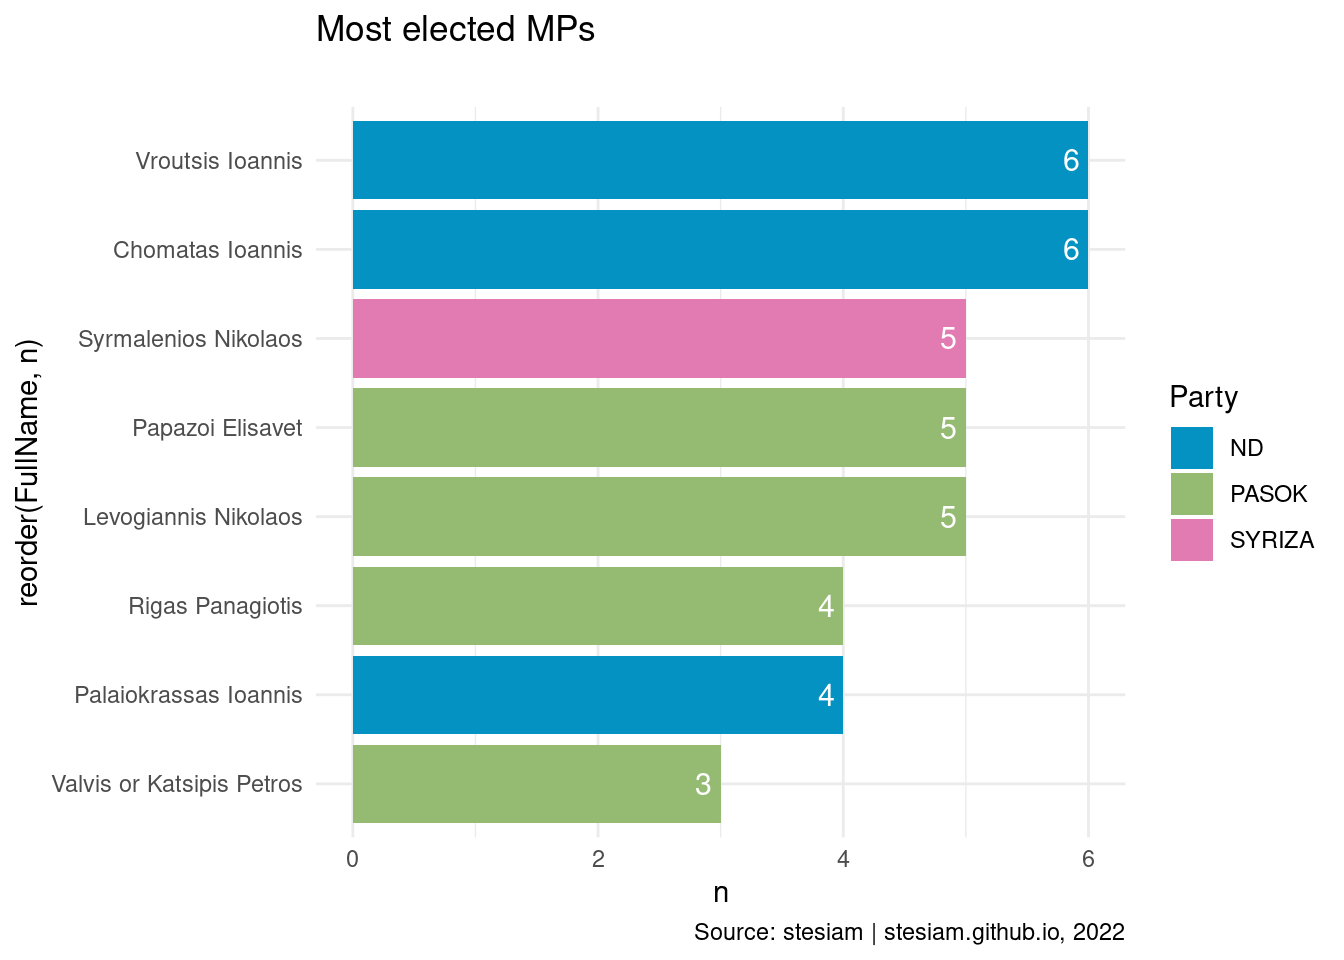 Most elected MPs
Vroutsis Ioannis 6
Chomatas Ioannis 6
Syrmalenios Nikolaos 5
Papazoi Elisavet 5
Levogiannis Nikolaos 5
Rigas Panagiotis 4
Palaiokrassas Ioannis 4
Valvis or Katsipis Petros 3
reorder(FullName, n)
0 2 4 6
n
Party
ND
PASOK
SYRIZA
Source: stesiam | stesiam.github.io, 2022